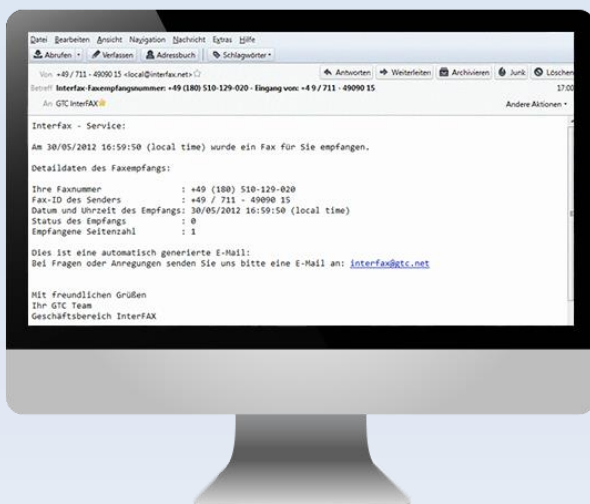 Datei Bearbeiten Ansicht Navigation Nachricht Extras Hilfe
Abrufen Verfassen Adressbuch Schlagwörter
Von +49 / 711 - 49090 15 <local@interfax.net> Antworten Weiterleiten Archivieren Junk Löschen
Betreff Interfax-Faxempfangsnummer: +49 (180) 510-129-020 - Eingang von: +4 9 / 711 - 49090 15 17:00
An GTC InterFAX Andere Aktionen
Interfax - Service:
Am 30/05/2012 16:59:50 (local time) wurde ein Fax für Sie empfangen.
Detaildaten des Faxempfangs:
Ihre Faxnummer : +49 (180) 510-129-020
Fax-ID des Senders : +49 / 711 - 49090 15
Datum und Uhrzeit des Empfangs: 30/05/2012 16:59:50 (local time)
Status des Empfangs : 0
Empfangene Seitenzahl : 1
Dies ist eine automatisch generierte E-Mail:
Bei Fragen oder Anregungen senden Sie uns bitte eine E-Mail an: interfax@gtc.net
Mit freundlichen Grüßen
Ihr GTC Team
Geschäftsbereich InterFAX